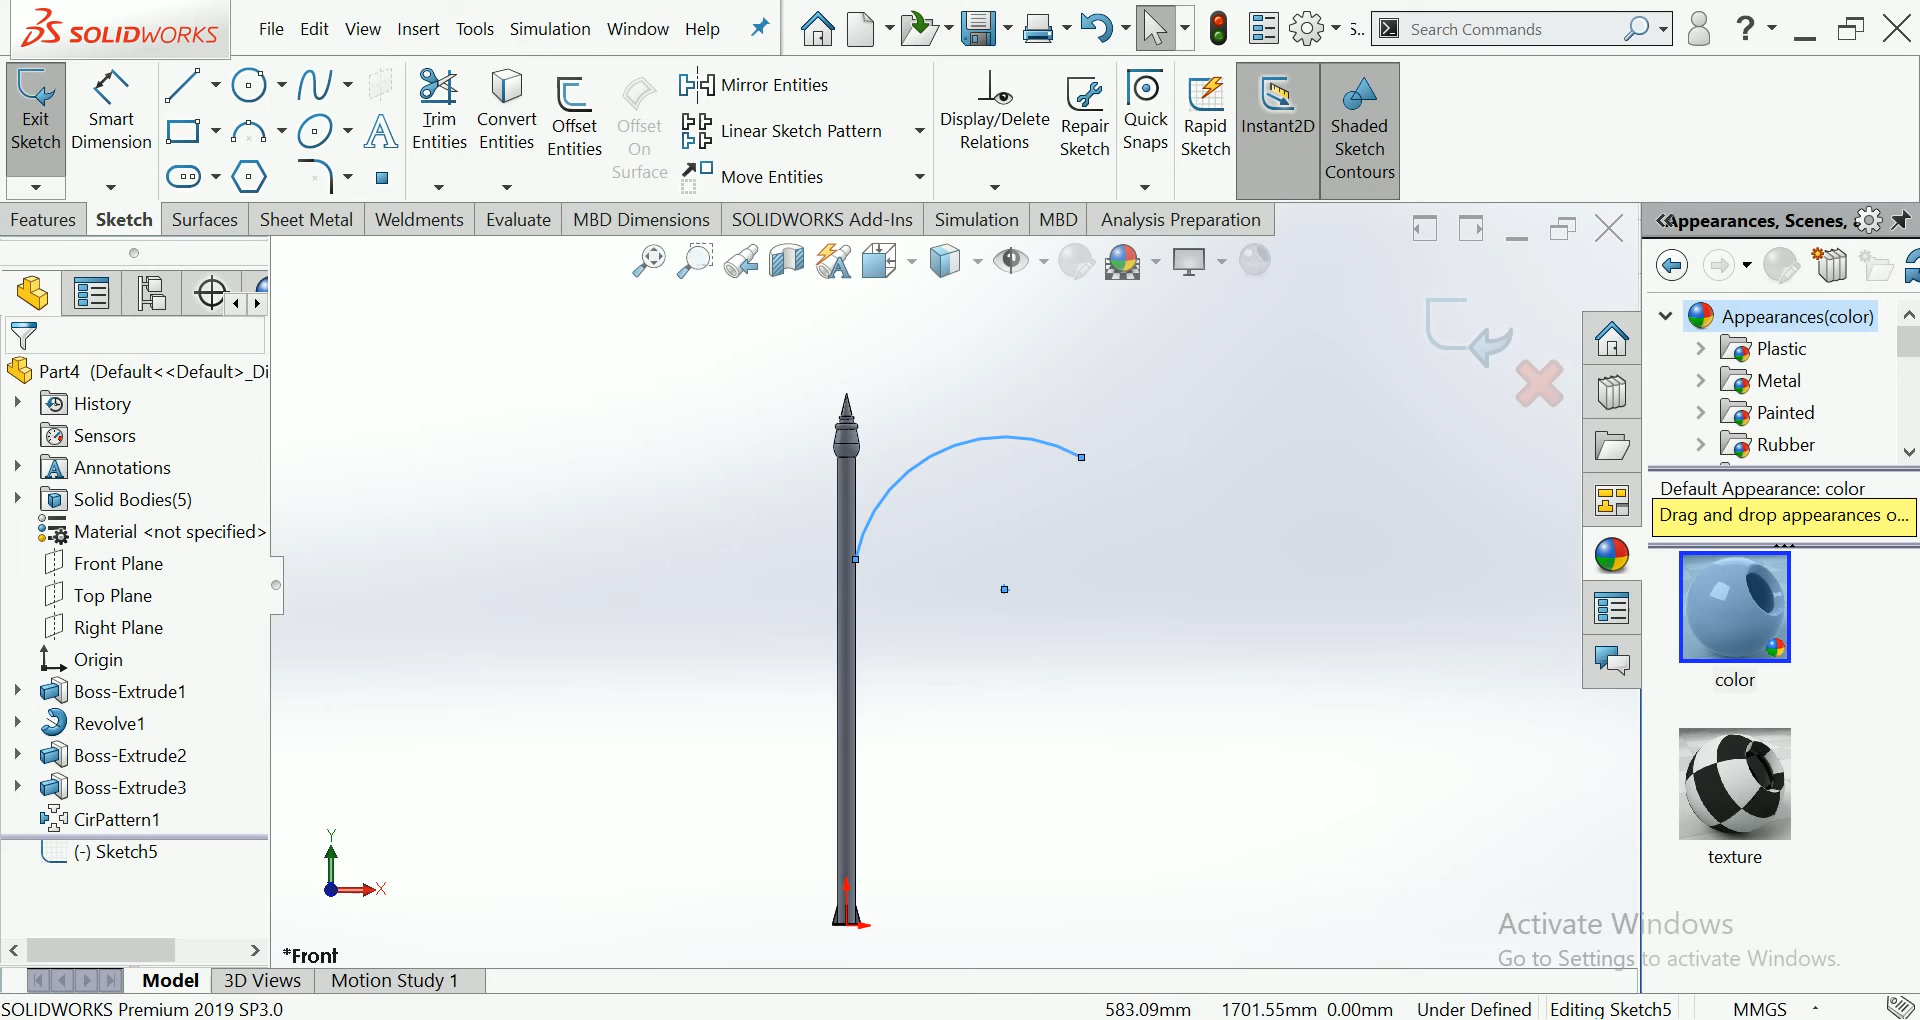 SOLIDWORKS
File Edit View Insert Tools Simulation Window Help
S..
Search Commands
Exit Sketch
Smart Dimension
Trim Entities
Convert Entities
Offset Entities
Offset On Surface
Mirror Entities
Linear Sketch Pattern
Move Entities
Display/Delete Relations
Repair Sketch
Quick Snaps
Rapid Sketch
Instant2D
Shaded Sketch Contours
Features Sketch Surfaces Sheet Metal Weldments Evaluate MBD Dimensions SOLIDWORKS Add-Ins Simulation MBD Analysis Preparation
Appearances, Scenes,
Part4 (Default<<Default>_Di
History
Sensors
Annotations
Solid Bodies(5)
Material <not specified>
Front Plane
Top Plane
Right Plane
Origin
Boss-Extrude1
Revolve1
Boss-Extrude2
Boss-Extrude3
CirPattern1
(-) Sketch5
Y
X
*Front
Appearances(color)
Plastic
Metal
Painted
Rubber
Default Appearance: color
Drag and drop appearances o...
color
texture
Activate Windows
Go to Settings to activate Windows.
Model 3D Views Motion Study 1
SOLIDWORKS Premium 2019 SP3.0
583.09mm 1701.55mm 0.00mm Under Defined Editing Sketch5 MMGS